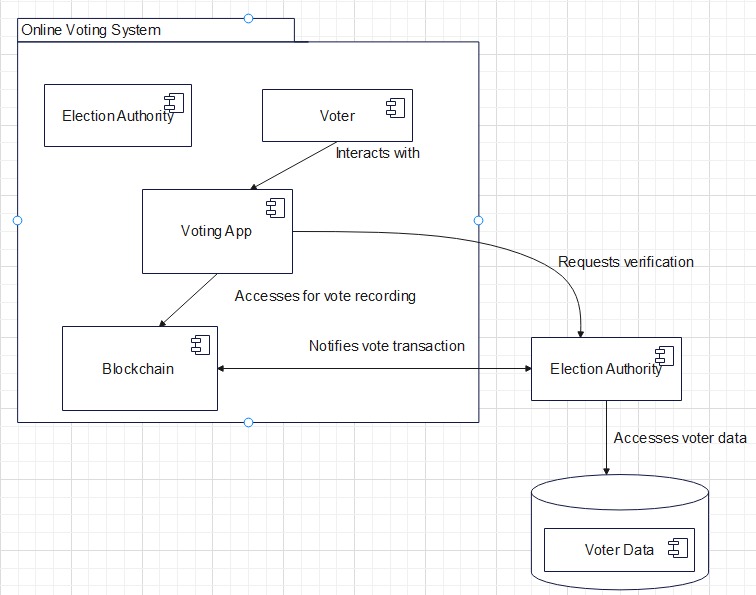 Online Voting System
Election Authority
Voter
Interacts with
Voting App
Requests verification
Accesses for vote recording
Notifies vote transaction
Blockchain
Election Authority
Accesses voter data
Voter Data